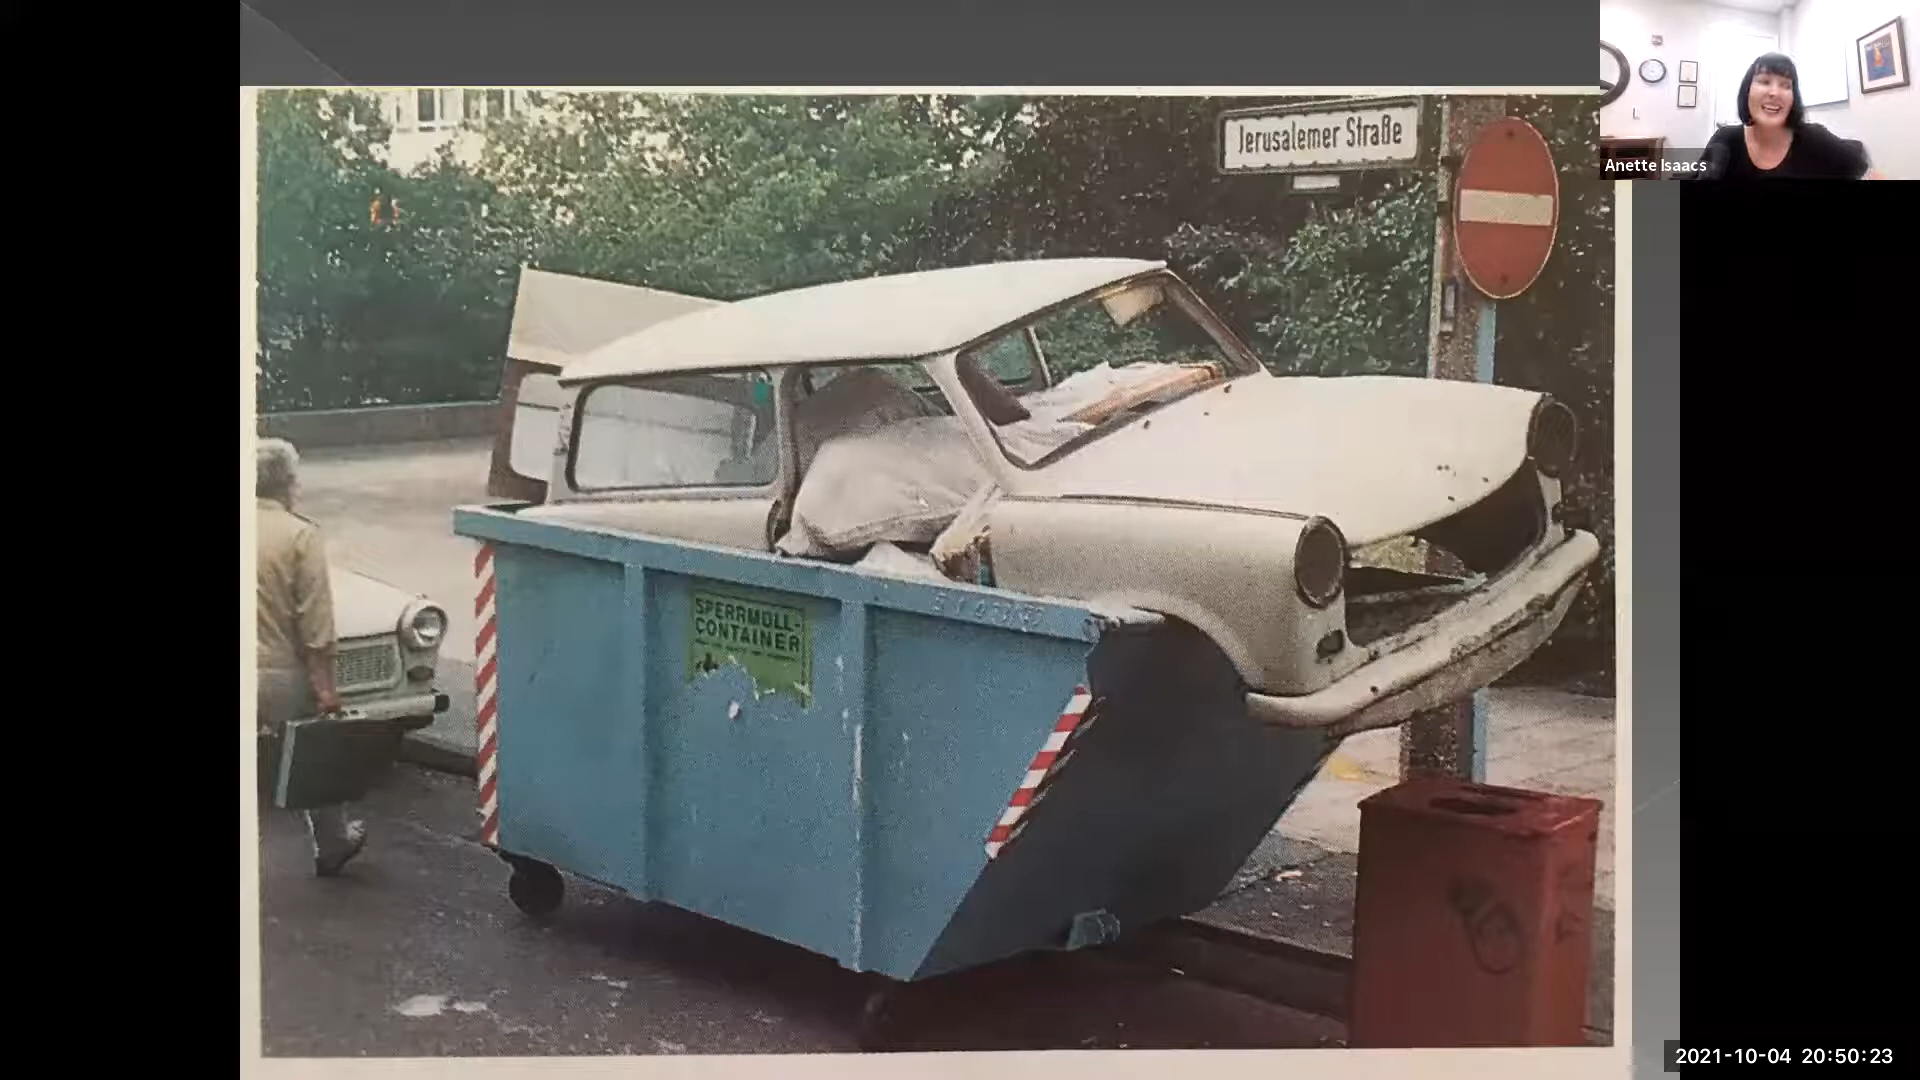 Jerusalemer Straße
Anette Isaacs
SPERRMÜLL-
CONTAINER
2021-10-04 20:50:23